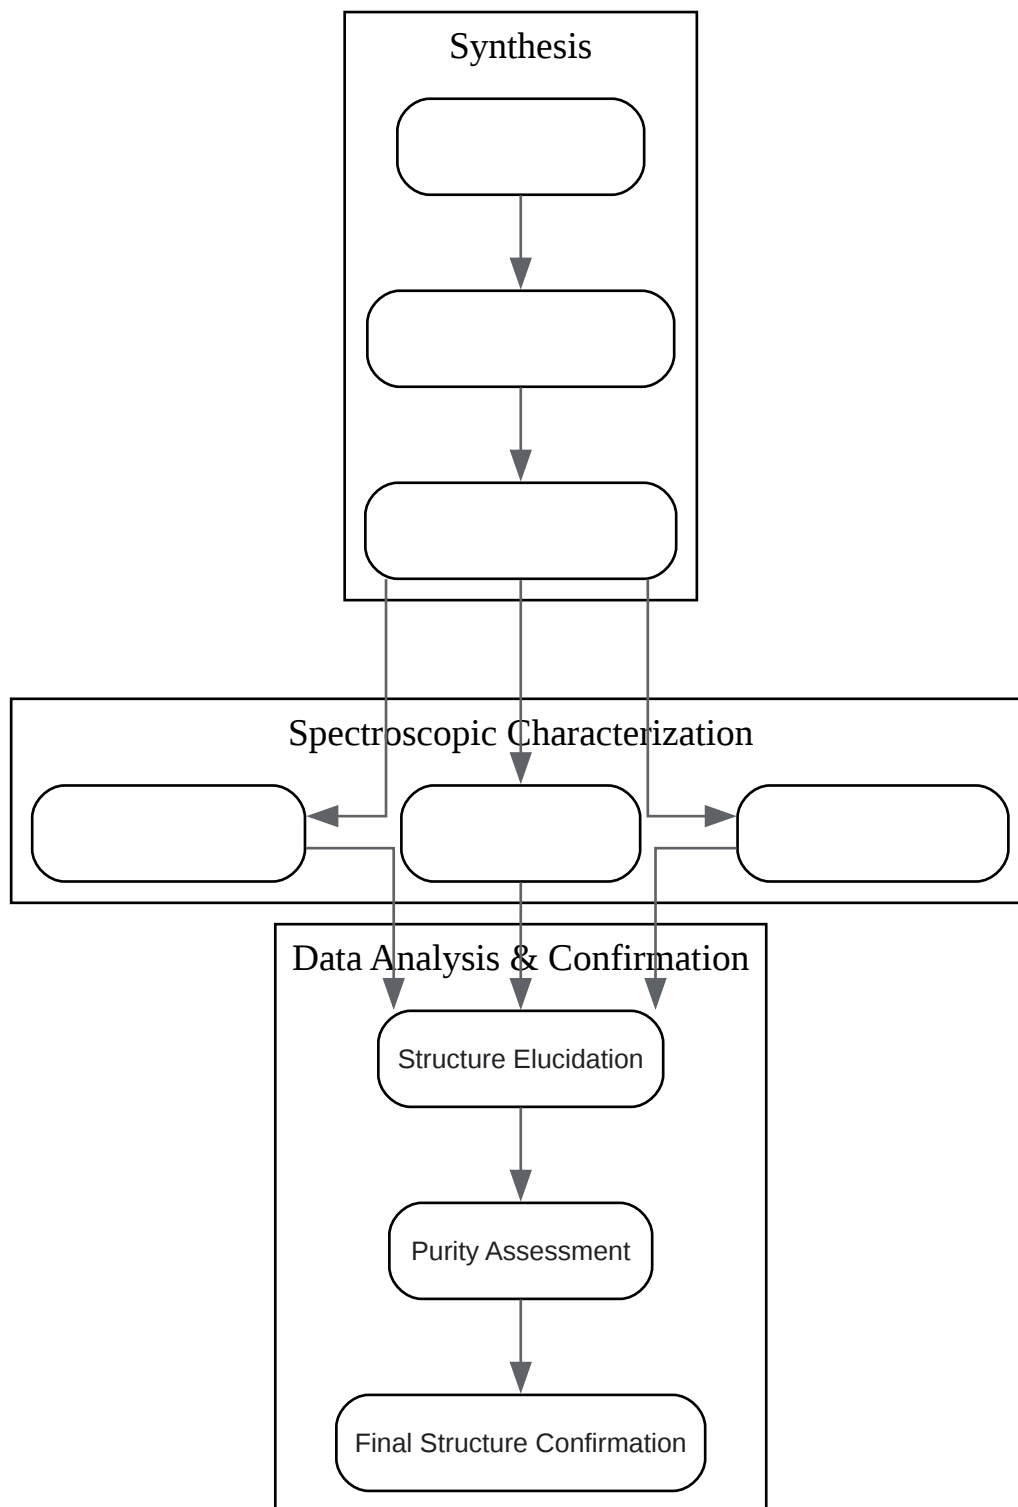 Synthesis
Spectroscopic Characterization
Data Analysis & Confirmation
Structure Elucidation
Purity Assessment
Final Structure Confirmation